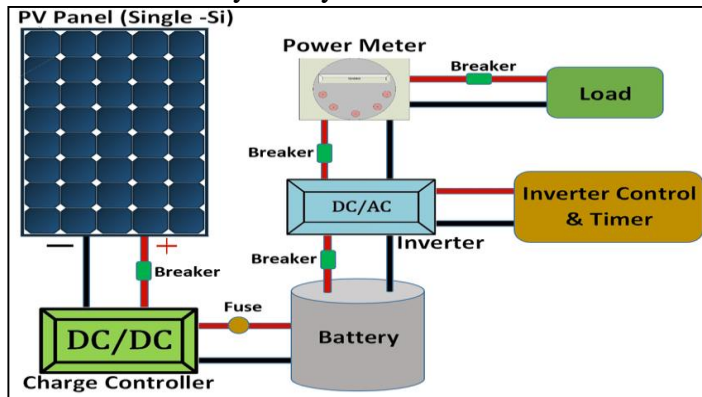 PV Panel (Single -Si)
Power Meter
Breaker
Load
Breaker
DC/AC
Inverter Control
& Timer
Inverter
Breaker
— +
Breaker
Fuse
DC/DC
Battery
Charge Controller